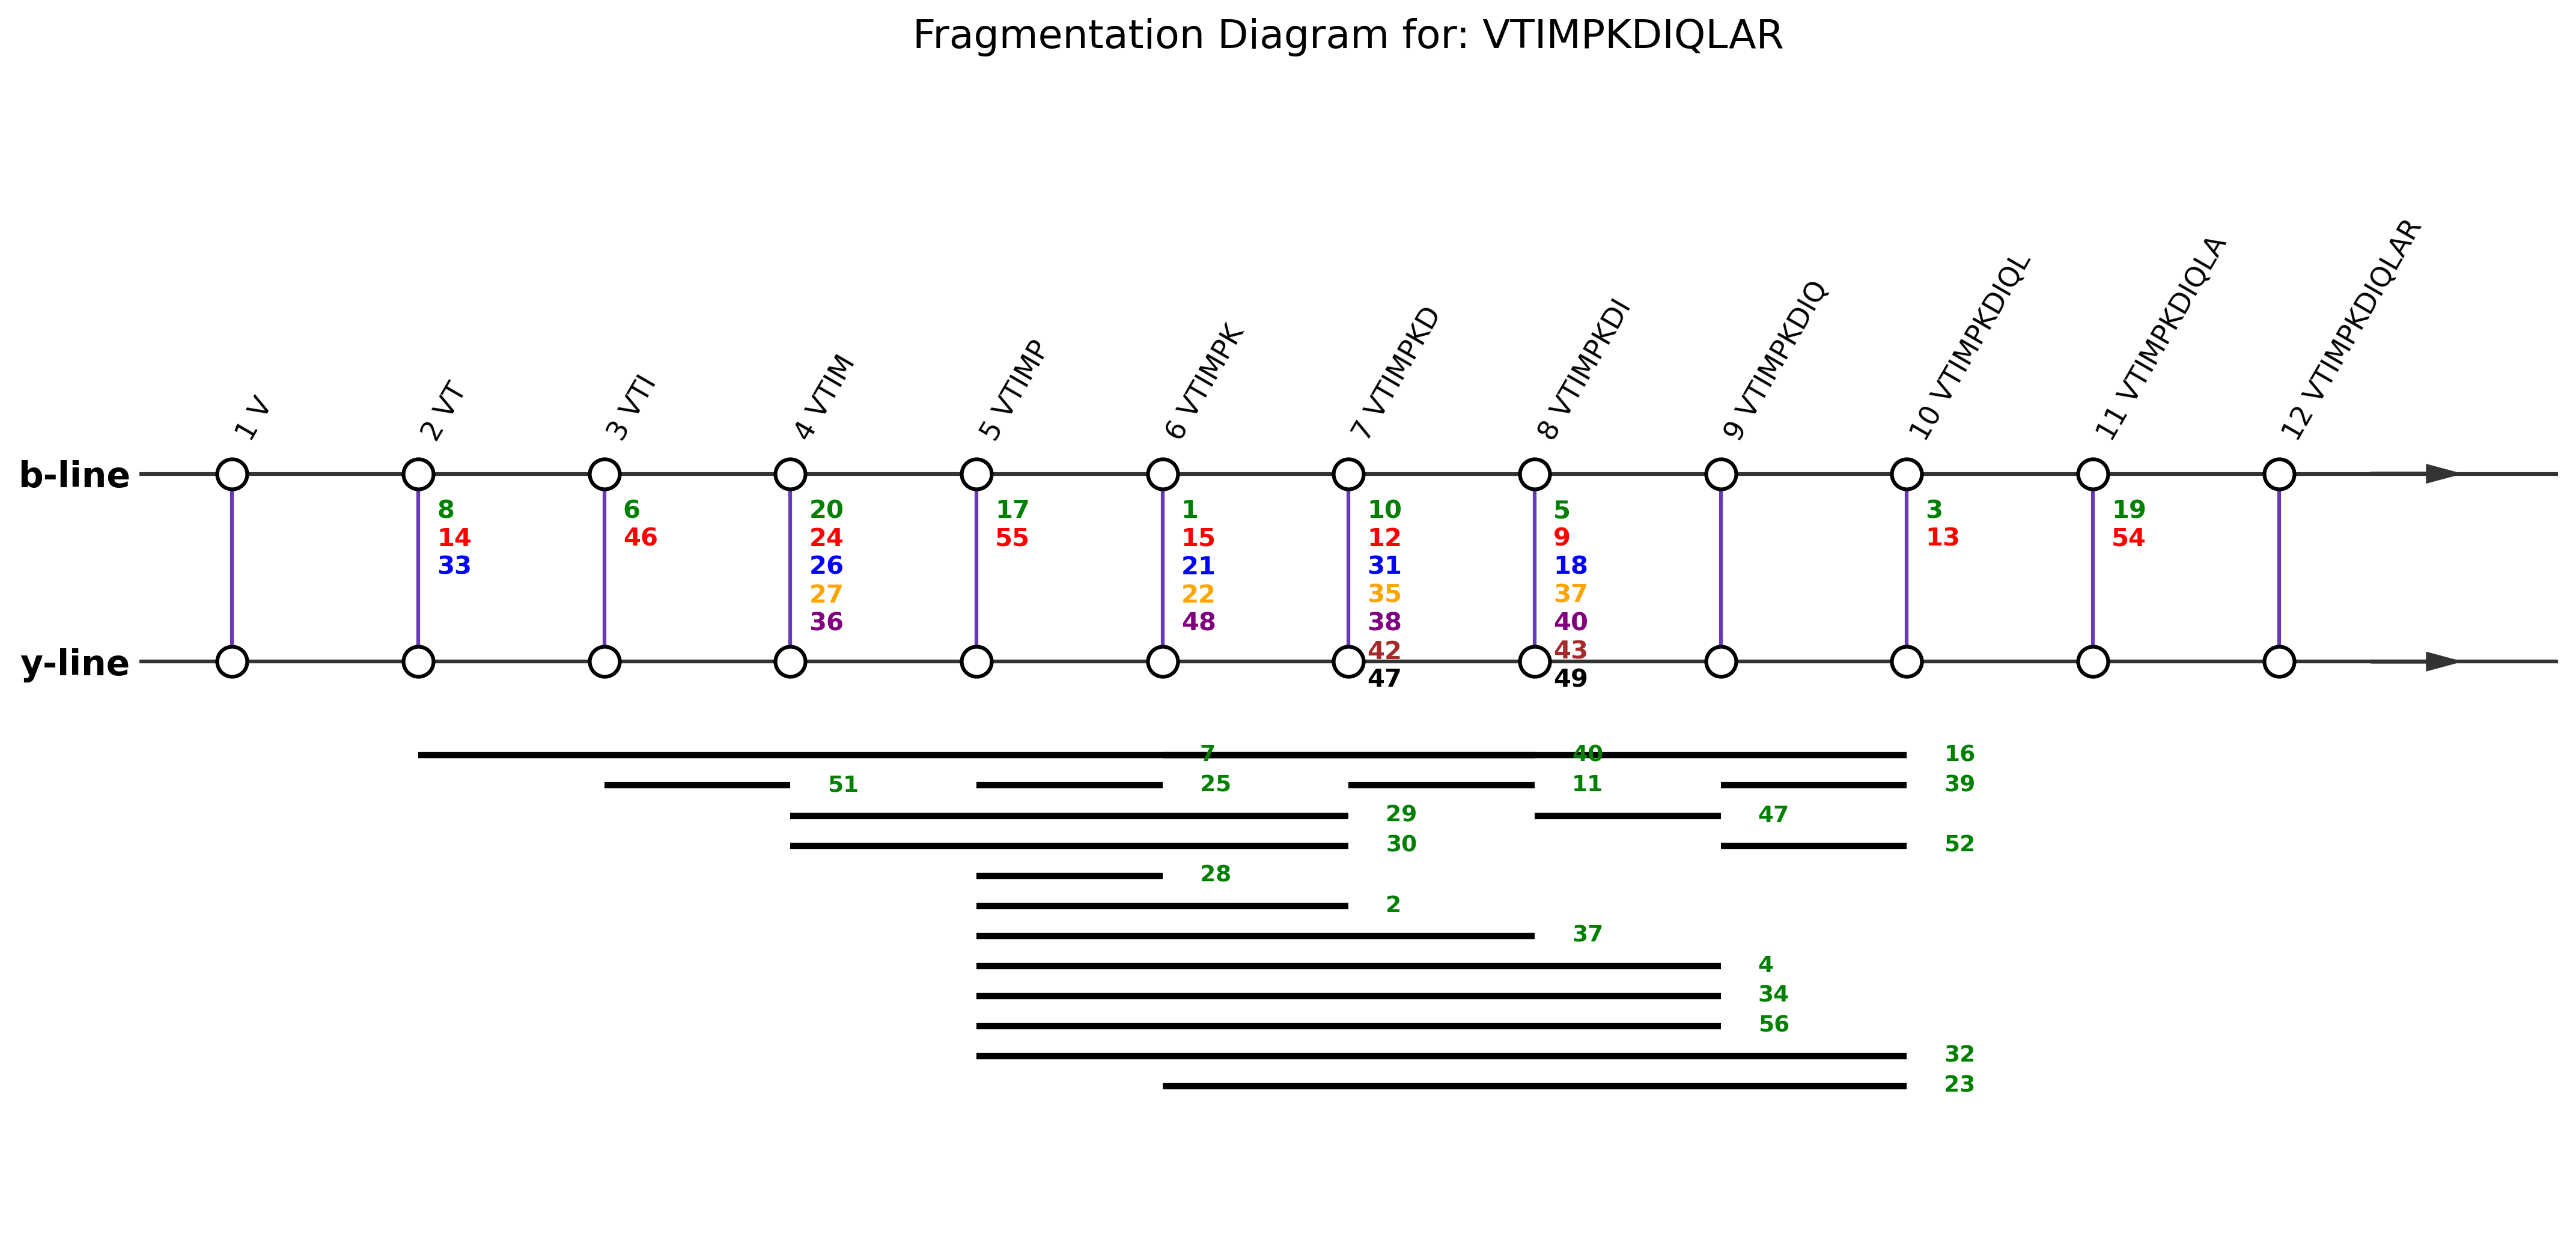 Fragmentation Diagram for: VTIMPKDIQLAR
1 V
2 VT
3 VTI
4 VTIM
5 VTIMP
6 VTIMPK
7 VTIMPKD
8 VTIMPKDI
9 VTIMPKDIQ
10 VTIMPKDIQL
11 VTIMPKDIQLA
12 VTIMPKDIQLAR
b-line
8 6 20 17 1 10 5 3 19
14 46 24 55 15 12 9 13 54
33 26 21 31 18
27 22 35 37
36 48 38 40
42 43
y-line
47 49
7 40 16
51 25 11 39
29 47
30 52
28
2
37
4
34
56
32
23